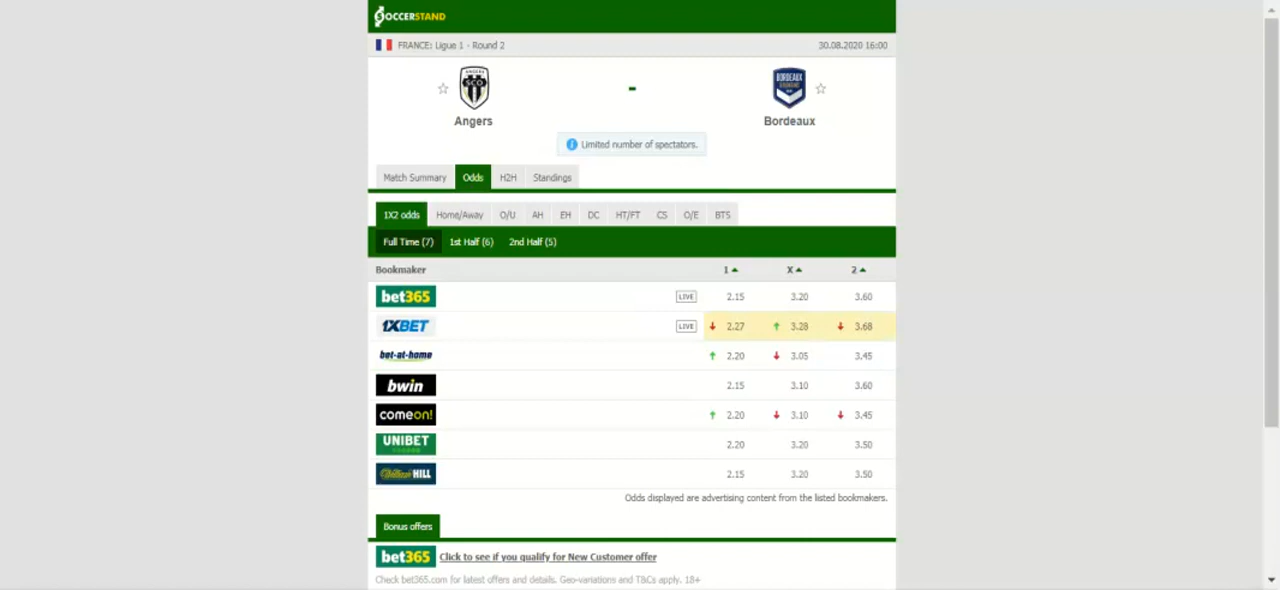 SOCCERSTAND
FRANCE: Ligue 1 - Round 2 30.08.2020 16:00
ANGERS
SCO
BORDEAUX
-
Angers Bordeaux
Limited number of spectators.
Match Summary Odds H2H Standings
1X2 odds Home/Away O/U AH EH DC HT/FT CS O/E BTS
Full Time (7) 1st Half (6) 2nd Half (5)
Bookmaker 1 X 2
bet365 LIVE 2.15 3.20 3.60
1XBET LIVE 2.27 3.28 3.68
bet-at-home 2.20 3.05 3.45
bwin 2.15 3.10 3.60
comeon! 2.20 3.10 3.45
UNIBET 2.20 3.20 3.50
William HILL 2.15 3.20 3.50
Odds displayed are advertising content from the listed bookmakers.
Bonus offers
bet365 Click to see if you qualify for New Customer offer
Check bet365.com for latest offers and details. Geo-variations and T&Cs apply. 18+